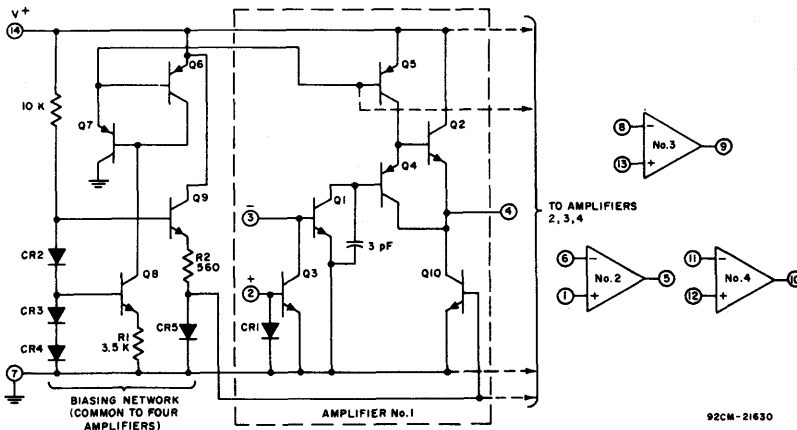 V+
14
Q6
Q5
10 K
Q7
Q2
Q4
Q9
Q1
−
3
4
CR2
R2
560
3 pF
Q8
Q3
+
2
Q10
CR3
R1
3.5 K
CR5
CR1
CR4
7
BIASING NETWORK
(COMMON TO FOUR
AMPLIFIERS)
AMPLIFIER No.1
TO AMPLIFIERS
2, 3, 4
8 −
No.3
9
13 +
6 −
No.2
5
1 +
11 −
No.4
10
12 +
92CM-21630